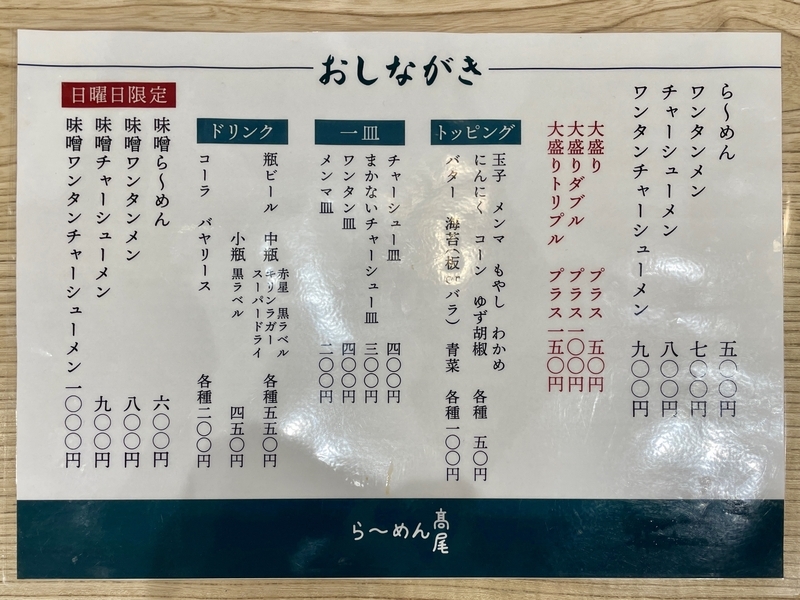 おしながき
ら〜めん 五〇〇円
ワンタンメン 七〇〇円
チャーシューメン 八〇〇円
ワンタンチャーシューメン 九〇〇円
大盛り プラス 五〇円
大盛りダブル プラス一〇〇円
大盛りトリプル プラス一五〇円
トッピング
玉子 メンマ もやし わかめ
にんにく コーン ゆず胡椒 各種 五〇円
バター 海苔(板 バラ) 青菜 各種一〇〇円
一皿
チャーシュー皿 四〇〇円
まかないチャーシュー皿 三〇〇円
ワンタン皿 四〇〇円
メンマ皿 二〇〇円
ドリンク
瓶ビール 中瓶 赤星 黒ラベル
キリンラガー
スーパードライ 各種五五〇円
小瓶 黒ラベル 四五〇円
コーラ バヤリース 各種二〇〇円
日曜日限定
味噌ら〜めん 六〇〇円
味噌ワンタンメン 八〇〇円
味噌チャーシューメン 九〇〇円
味噌ワンタンチャーシューメン 一〇〇〇円
ら〜めん髙尾